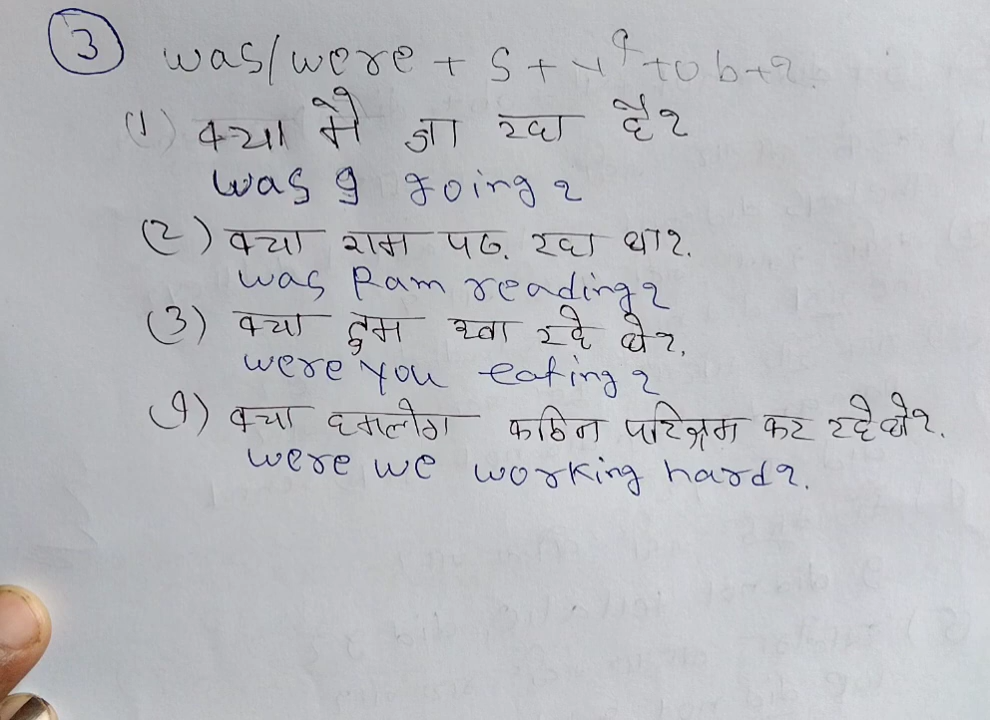 3 was/were + S + V⁴ + ob + ?
(1) क्या मैं जा रहा है?
was I going ?
(2) क्या राम पढ़ रहा था?
was Ram reading ?
(3) क्या तुम खा रहे थे?
were you eating ?
(4) क्या हमलोग कठिन परिश्रम कर रहे थे?
were we working hard ?